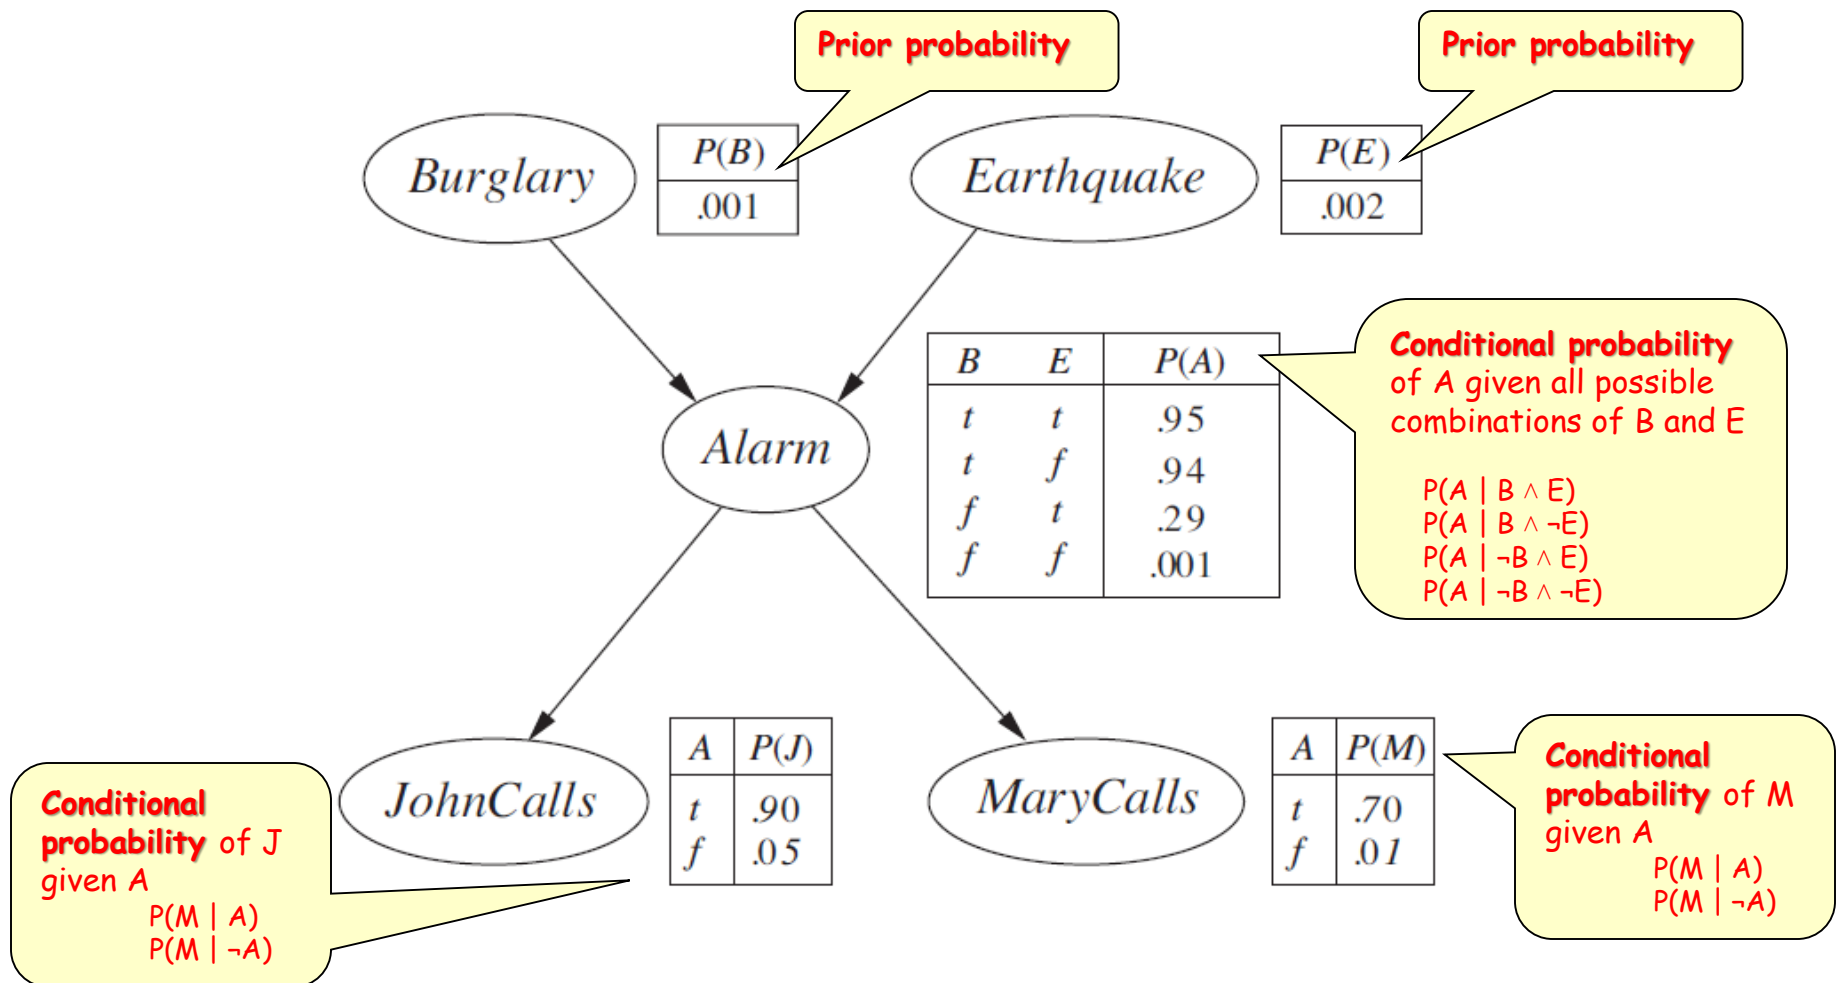 Prior probability
Prior probability
Burglary
P(B)
.001
Earthquake
P(E)
.002
Alarm
B E P(A)
t t .95
t f .94
f t .29
f f .001
Conditional probability
of A given all possible
combinations of B and E
P(A | B ∧ E)
P(A | B ∧ ¬E)
P(A | ¬B ∧ E)
P(A | ¬B ∧ ¬E)
Conditional
probability of J
given A
P(M | A)
P(M | ¬A)
JohnCalls
A P(J)
t .90
f .05
MaryCalls
A P(M)
t .70
f .01
Conditional
probability of M
given A
P(M | A)
P(M | ¬A)